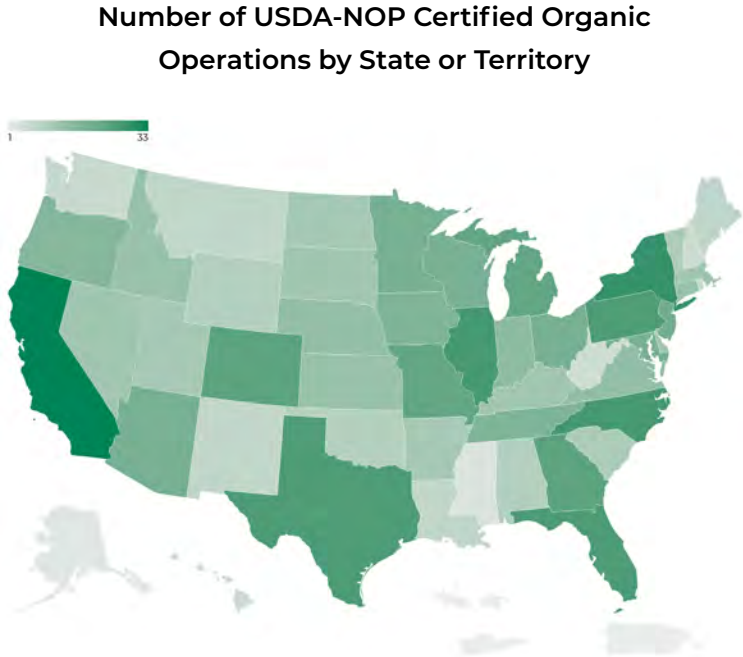 Number of USDA-NOP Certified Organic
Operations by State or Territory
1 33